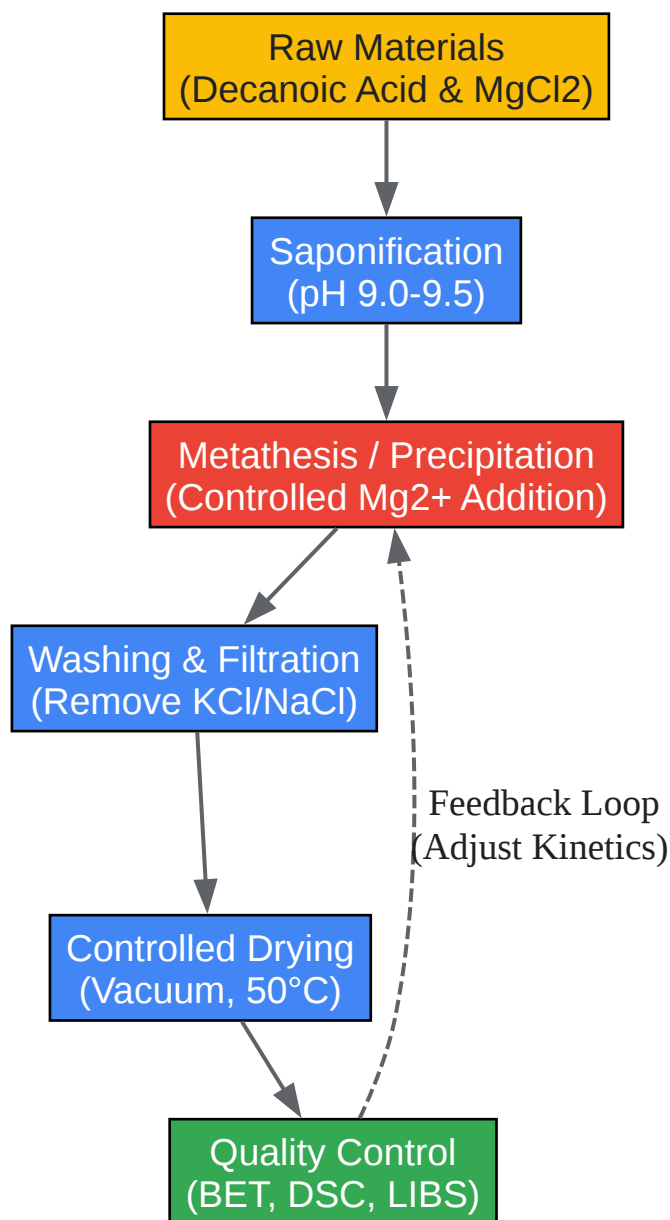 Raw Materials
(Decanoic Acid & MgCl2)
Saponification
(pH 9.0-9.5)
Metathesis / Precipitation
(Controlled Mg2+ Addition)
Washing & Filtration
(Remove KCl/NaCl)
Feedback Loop
(Adjust Kinetics)
Controlled Drying
(Vacuum, 50°C)
Quality Control
(BET, DSC, LIBS)